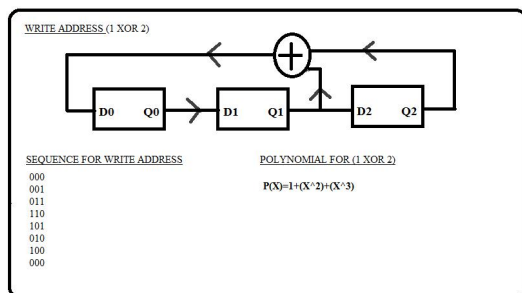 WRITE ADDRESS (1 XOR 2)
D0 Q0 D1 Q1 D2 Q2
SEQUENCE FOR WRITE ADDRESS
POLYNOMIAL FOR (1 XOR 2)
P(X)=1+(X^2)+(X^3)
000
001
011
110
101
010
100
000